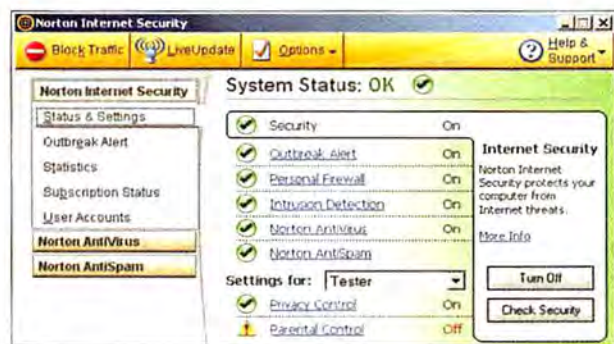 Norton Internet Security
Block Traffic LiveUpdate Options Help & Support
Norton Internet Security
Status & Settings
Outbreak Alert
Statistics
Subscription Status
User Accounts
Norton AntiVirus
Norton AntiSpam
System Status: OK
Security On
Outbreak Alert On
Personal Firewall On
Intrusion Detection On
Norton AntiVirus On
Norton AntiSpam
Settings for: Tester
Privacy Control On
Parental Control Off
Internet Security
Norton Internet
Security protects your
computer from
Internet threats.
More Info
Turn Off
Check Security